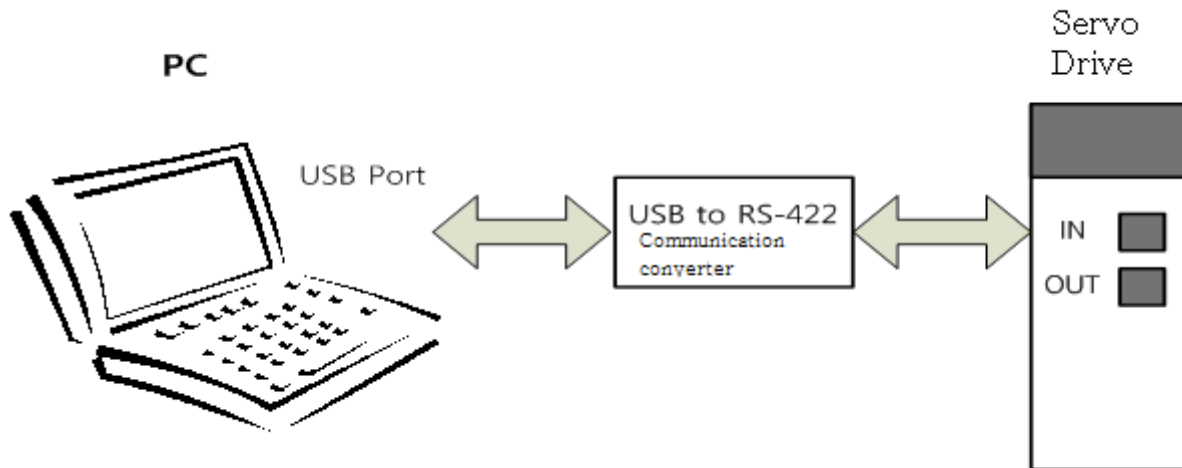 PC
USB Port
USB to RS-422
Communication
converter
Servo
Drive
IN
OUT